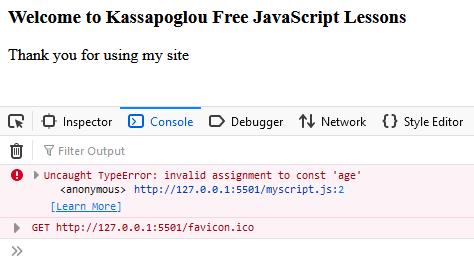 Welcome to Kassapoglou Free JavaScript Lessons
Thank you for using my site
Inspector Console Debugger Network Style Editor
Filter Output
Uncaught TypeError: invalid assignment to const 'age'
<anonymous> http://127.0.0.1:5501/myscript.js:2
[Learn More]
GET http://127.0.0.1:5501/favicon.ico